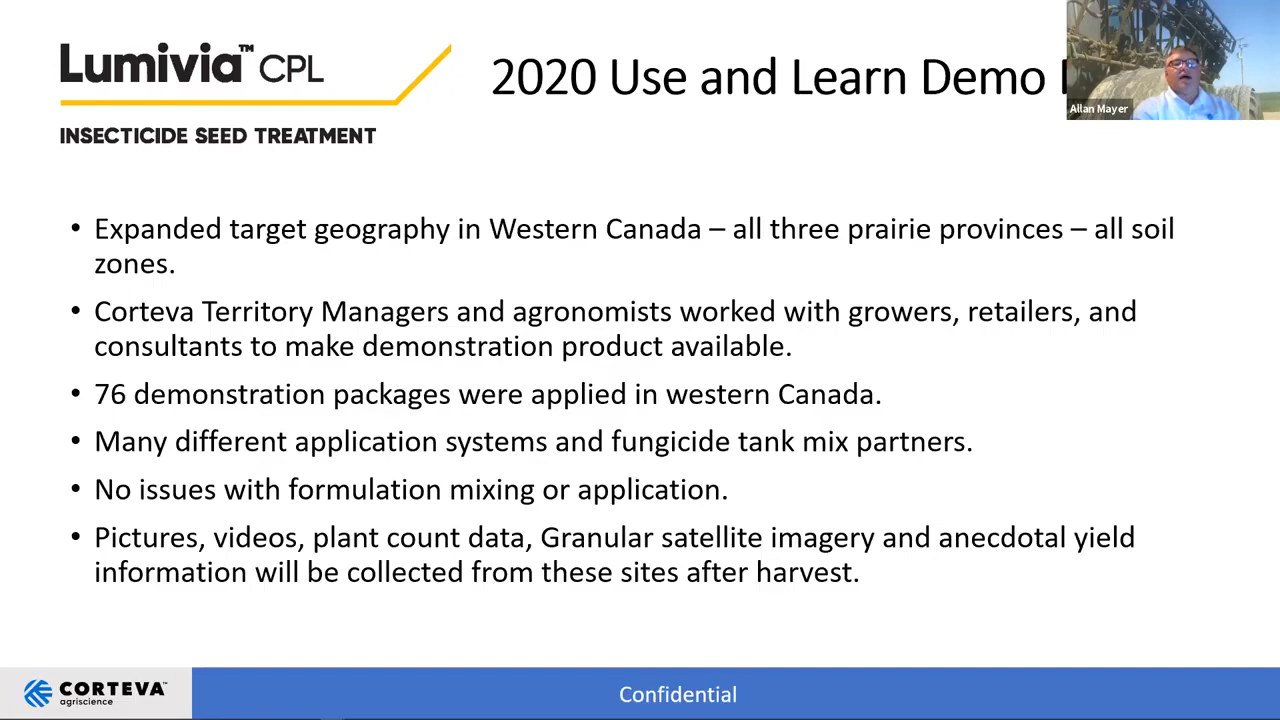 Lumivia™ CPL
INSECTICIDE SEED TREATMENT
2020 Use and Learn Demo
Allan Mayer
• Expanded target geography in Western Canada – all three prairie provinces – all soil
zones.
• Corteva Territory Managers and agronomists worked with growers, retailers, and
consultants to make demonstration product available.
• 76 demonstration packages were applied in western Canada.
• Many different application systems and fungicide tank mix partners.
• No issues with formulation mixing or application.
• Pictures, videos, plant count data, Granular satellite imagery and anecdotal yield
information will be collected from these sites after harvest.
CORTEVA™
agriscience
Confidential